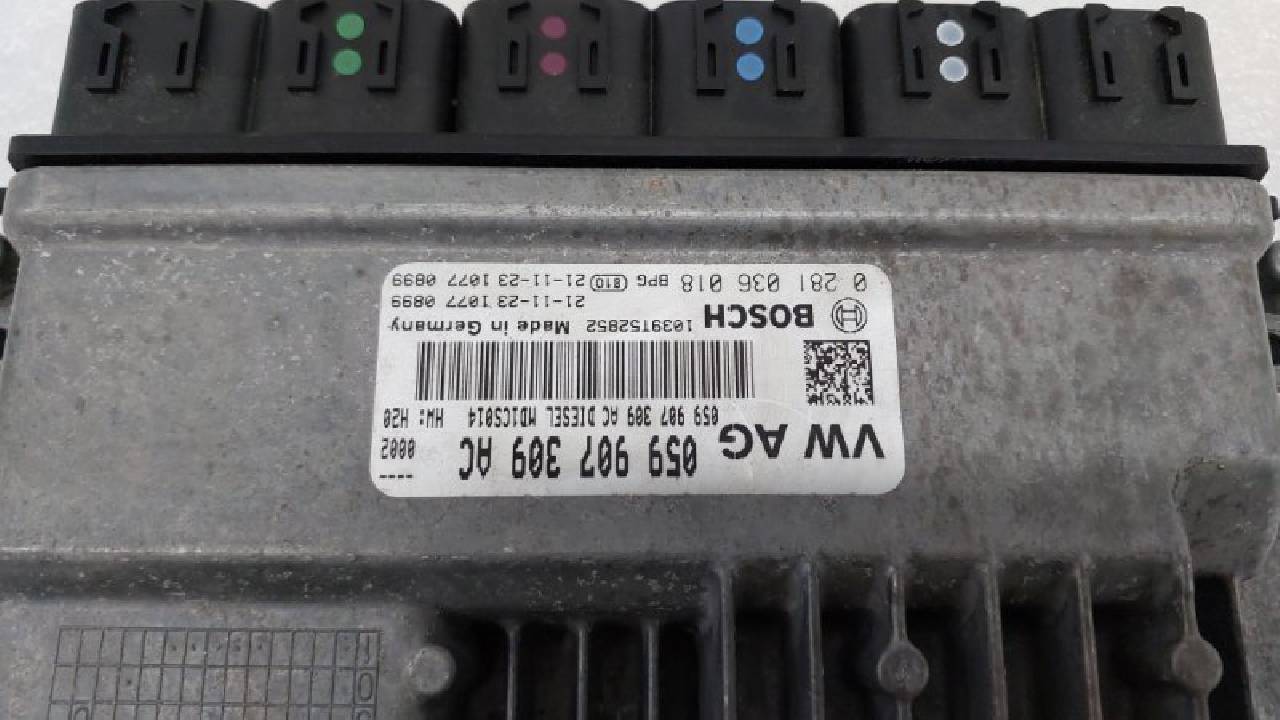 VW AG 059 907 309 AC
----
0002
059 907 309 AC DIESEL MD1CS014 HW: H20
BOSCH 1039T52852 Made in Germany
21-11-23 1077 0899
0 281 036 018 BPG E10 21-11-23 1077 0899